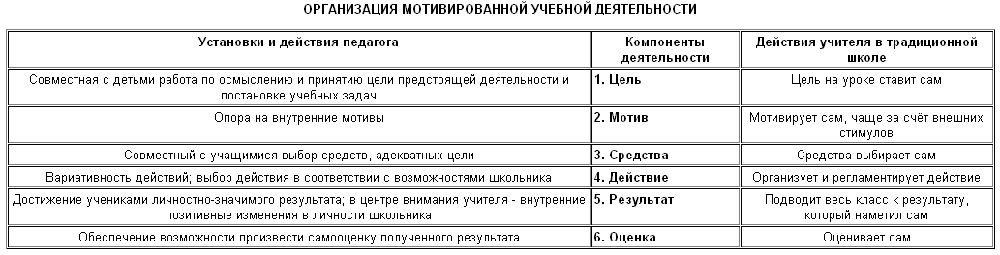 ОРГАНИЗАЦИЯ МОТИВИРОВАННОЙ УЧЕБНОЙ ДЕЯТЕЛЬНОСТИ
Установки и действия педагога
Компоненты
деятельности
Действия учителя в традиционной
школе
Совместная с детьми работа по осмыслению и принятию цели предстоящей деятельности и
постановке учебных задач
1. Цель
Цель на уроке ставит сам
Опора на внутренние мотивы
2. Мотив
Мотивирует сам, чаще за счёт внешних
стимулов
Совместный с учащимися выбор средств, адекватных цели
3. Средства
Средства выбирает сам
Вариативность действий; выбор действия в соответствии с возможностями школьника
4. Действие
Организует и регламентирует действие
Достижение учениками личностно-значимого результата; в центре внимания учителя - внутренние
позитивные изменения в личности школьника
5. Результат
Подводит весь класс к результату,
который наметил сам
Обеспечение возможности произвести самооценку полученного результата
6. Оценка
Оценивает сам